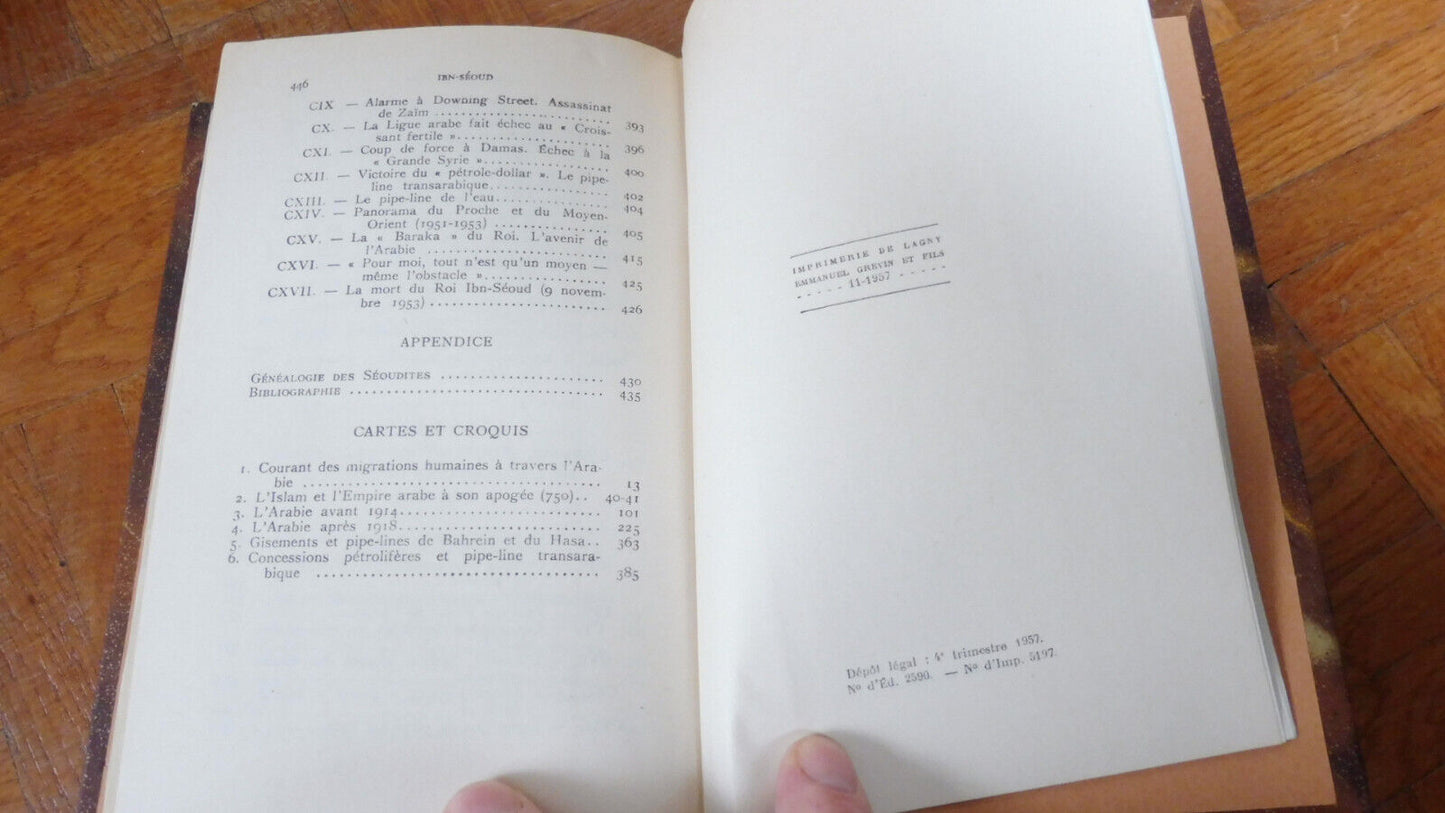 446
IBN-SÉOUD
CIX — Alarme à Downing Street. Assassinat
de Zaïm ........................ 393
CX. — La Ligue arabe fait échec au « Crois-
sant fertile »........................ 396
CXI. — Coup de force à Damas. Échec à la
« Grande Syrie »........................ 400
CXII. — Victoire du « pétrole-dollar ». Le pipe-
line transarabique........................ 402
CXIII. — Le pipe-line de l'eau........................ 404
CXIV. — Panorama du Proche et du Moyen-
Orient (1951-1953) ........................ 405
CXV. — La « Baraka » du Roi. L'avenir de
l'Arabie ........................ 415
CXVI. — « Pour moi, tout n'est qu'un moyen —
même l'obstacle »........................ 425
CXVII. — La mort du Roi Ibn-Séoud (9 novem-
bre 1953)........................ 426
APPENDICE
GÉNÉALOGIE DES SÉOUDITES ........................ 430
BIBLIOGRAPHIE ........................ 435
CARTES ET CROQUIS
1. Courant des migrations humaines à travers l'Ara-
bie ........................ 13
2. L'Islam et l'Empire arabe à son apogée (750).. 40-41
3. L'Arabie avant 1914........................ 101
4. L'Arabie après 1918........................ 225
5. Gisements et pipe-lines de Bahrein et du Hasa.. 363
6. Concessions pétrolifères et pipe-line transara-
bique ........................ 385
IMPRIMERIE DE LAGNY
EMMANUEL GREVIN ET FILS
- - - - - 11-1957 - - - - -
Dépôt légal : 4e trimestre 1957.
No d'Éd. 2590. — No d'Imp. 5197.